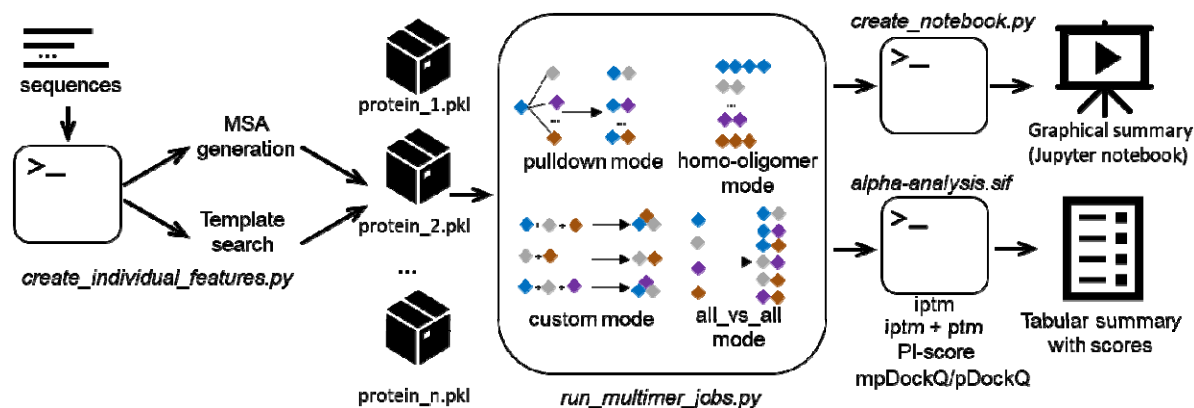 sequences
>_
MSA
generation
Template
search
create_individual_features.py
protein_1.pkl
protein_2.pkl
...
protein_n.pkl
...
pulldown mode
...
homo-oligomer
mode
+
+
+
+
+
custom mode
all_vs_all
mode
run_multimer_jobs.py
create_notebook.py
>_
Graphical summary
(Jupyter notebook)
alpha-analysis.sif
>_
iptm
iptm + ptm
PI-score
mpDockQ/pDockQ
Tabular summary
with scores